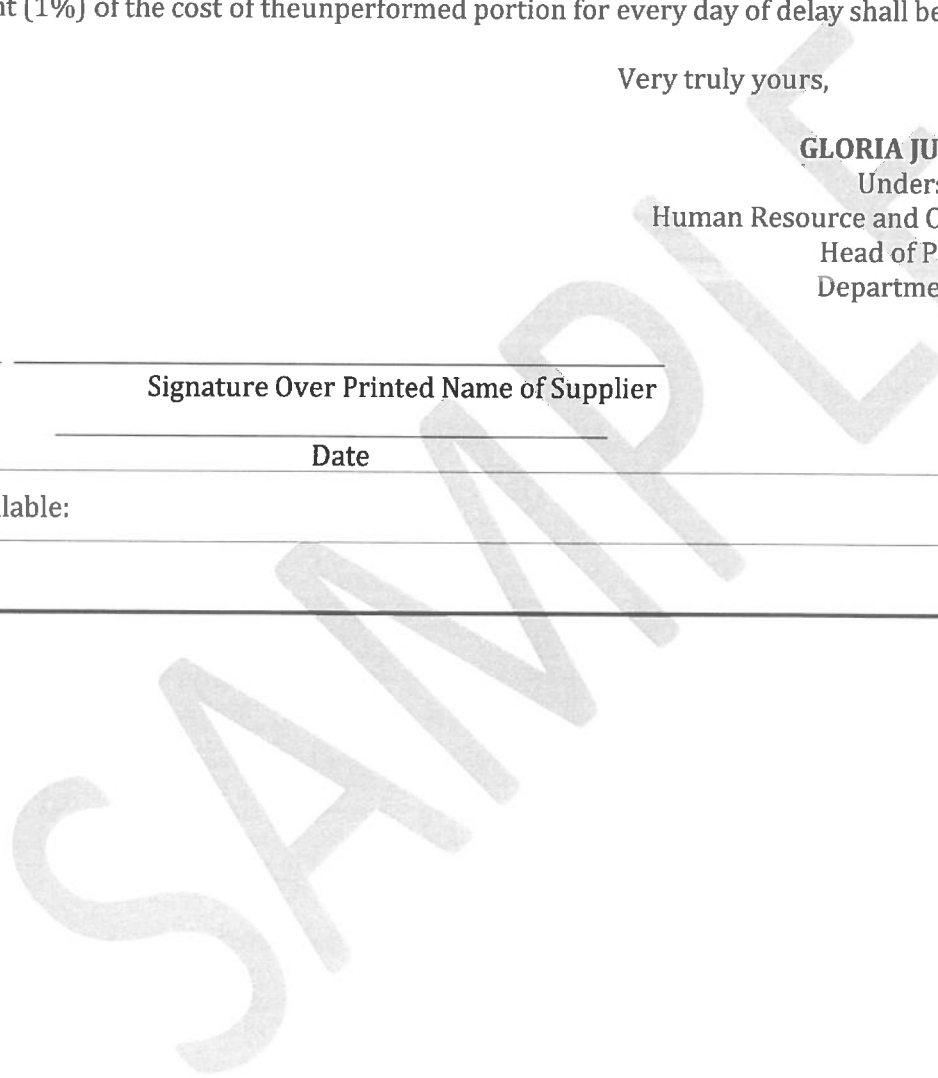 (1%) of the cost of theunperformed portion for every day of delay shall be
Very truly yours,
GLORIA JU
Unders
Human Resource and O
Head of P
Departme
Signature Over Printed Name of Supplier
Date
lable:
SAMPLE